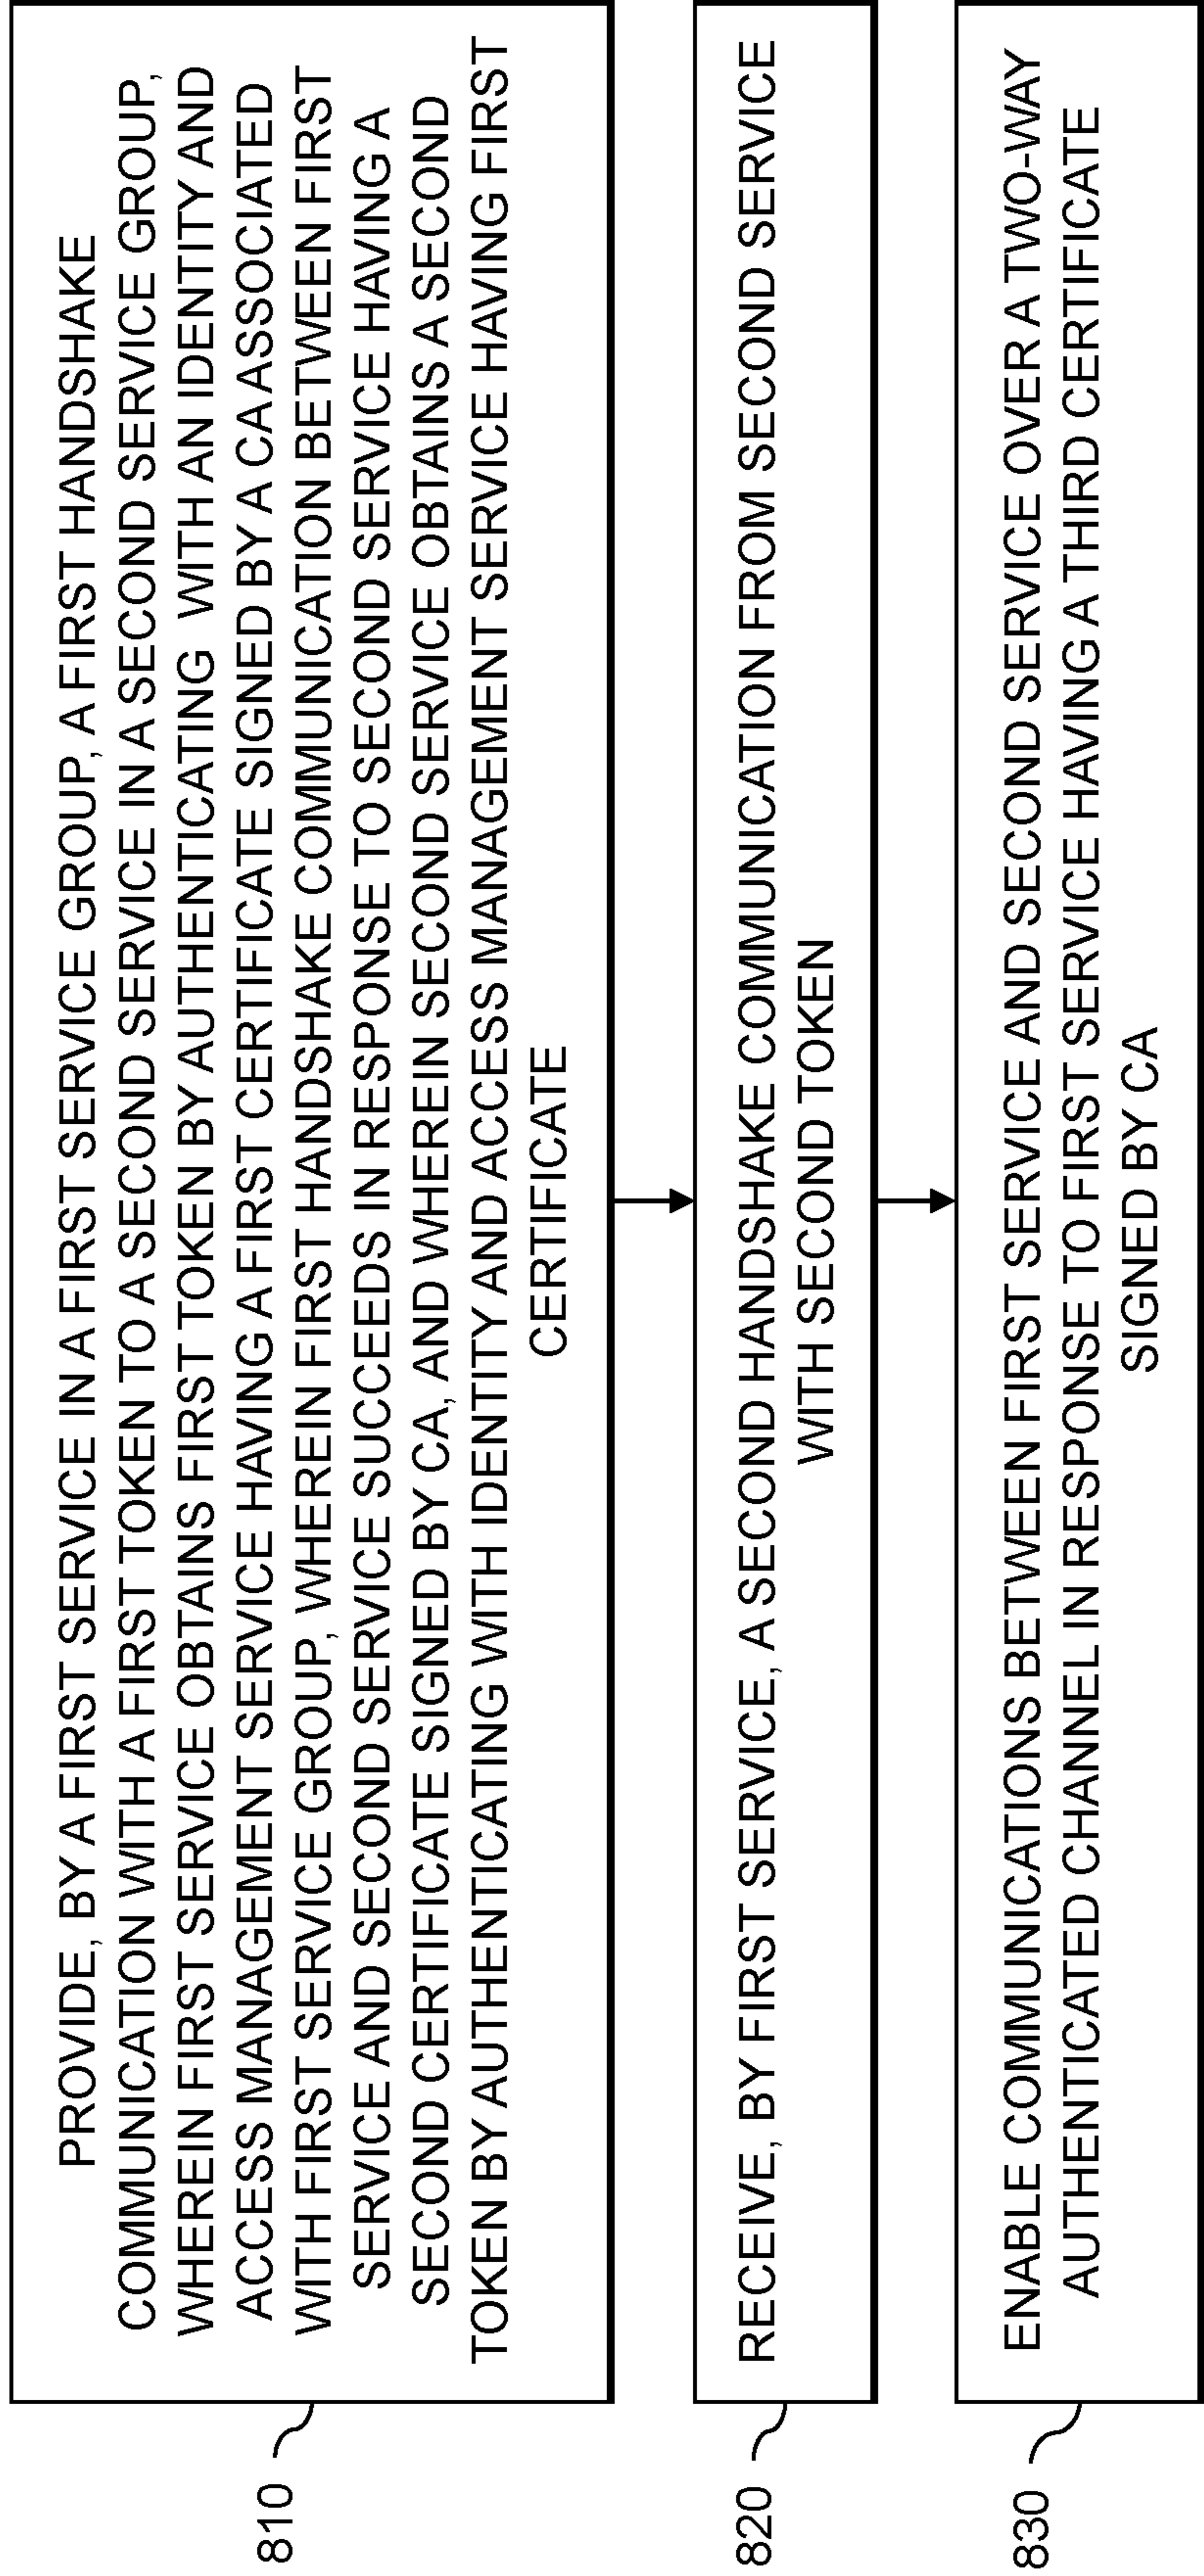 810
PROVIDE, BY A FIRST SERVICE IN A FIRST SERVICE GROUP, A FIRST HANDSHAKE
COMMUNICATION WITH A FIRST TOKEN TO A SECOND SERVICE IN A SECOND SERVICE GROUP,
WHEREIN FIRST SERVICE OBTAINS FIRST TOKEN BY AUTHENTICATING WITH AN IDENTITY AND
ACCESS MANAGEMENT SERVICE HAVING A FIRST CERTIFICATE SIGNED BY A CA ASSOCIATED
WITH FIRST SERVICE GROUP, WHEREIN FIRST HANDSHAKE COMMUNICATION BETWEEN FIRST
SERVICE AND SECOND SERVICE SUCCEEDS IN RESPONSE TO SECOND SERVICE HAVING A
SECOND CERTIFICATE SIGNED BY CA, AND WHEREIN SECOND SERVICE OBTAINS A SECOND
TOKEN BY AUTHENTICATING WITH IDENTITY AND ACCESS MANAGEMENT SERVICE HAVING FIRST
CERTIFICATE
820
RECEIVE, BY FIRST SERVICE, A SECOND HANDSHAKE COMMUNICATION FROM SECOND SERVICE
WITH SECOND TOKEN
830
ENABLE COMMUNICATIONS BETWEEN FIRST SERVICE AND SECOND SERVICE OVER A TWO-WAY
AUTHENTICATED CHANNEL IN RESPONSE TO FIRST SERVICE HAVING A THIRD CERTIFICATE
SIGNED BY CA